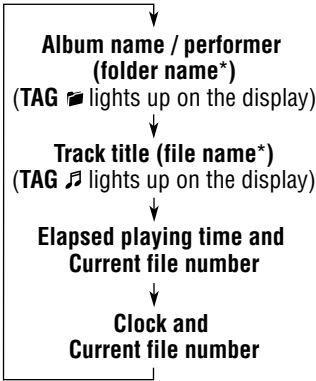 Album name / performer
(folder name*)
(TAG lights up on the display)
Track title (file name*)
(TAG lights up on the display)
Elapsed playing time and
Current file number
Clock and
Current file number